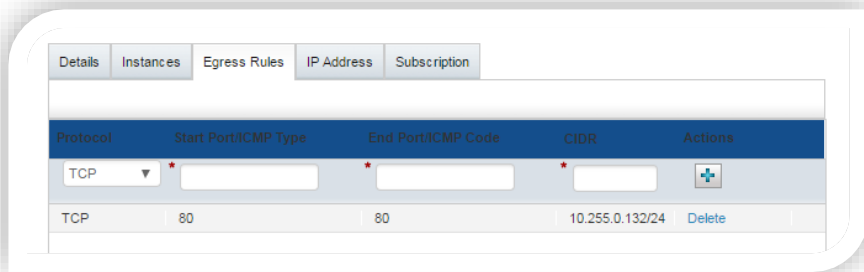 Details Instances Egress Rules IP Address Subscription
Protocol Start Port/ICMP Type End Port/ICMP Code CIDR Actions
TCP * * *
TCP 80 80 10.255.0.132/24 Delete